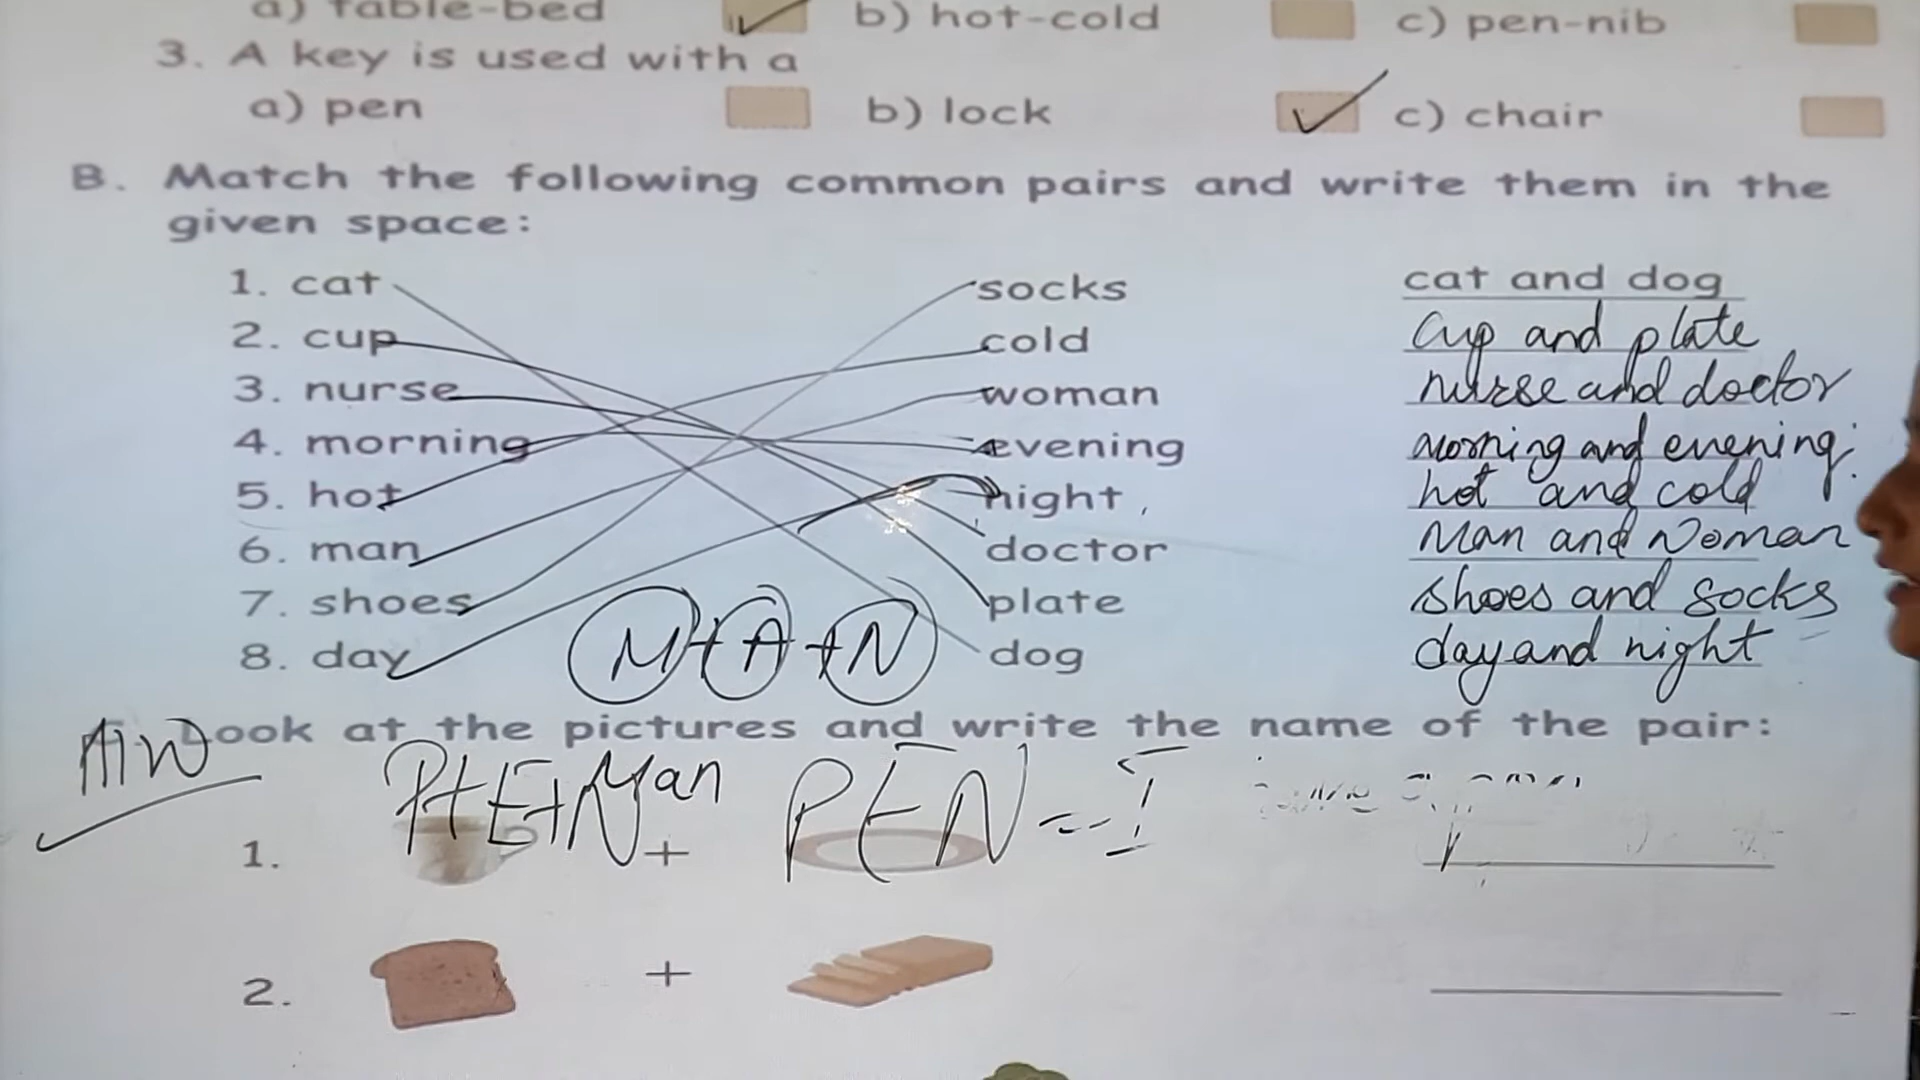 a) table-bed b) hot-cold c) pen-nib
3. A key is used with a
a) pen b) lock c) chair
B. Match the following common pairs and write them in the
given space:
1. cat socks cat and dog
2. cup cold Cup and plate
3. nurse woman nurse and doctor
4. morning evening morning and evening.
5. hot night hot and cold
6. man doctor Man and Woman
7. shoes plate shoes and socks
8. day dog day and night
M+A+N
H/W Look at the pictures and write the name of the pair:
P+E+N Man PEN = I
1. +
2. +